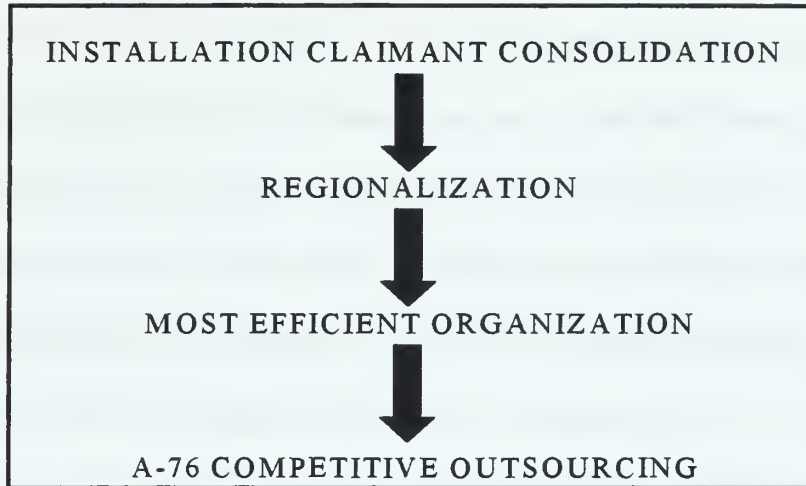 INSTALLATION CLAIMANT CONSOLIDATION
REGIONALIZATION
MOST EFFICIENT ORGANIZATION
A-76 COMPETITIVE OUTSOURCING